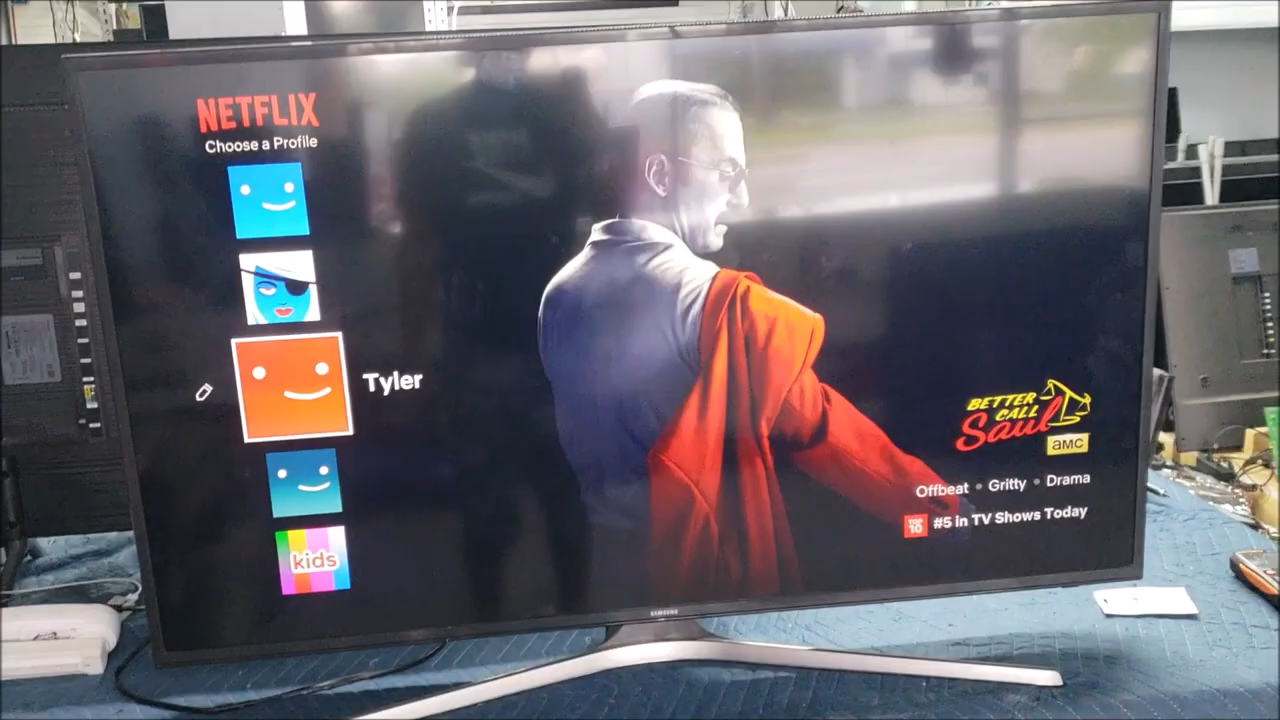 NETFLIX
Choose a Profile
Tyler
kids
BETTER
CALL
Saul
aMC
Offbeat • Gritty • Drama
TOP 10 #5 in TV Shows Today
SAMSUNG